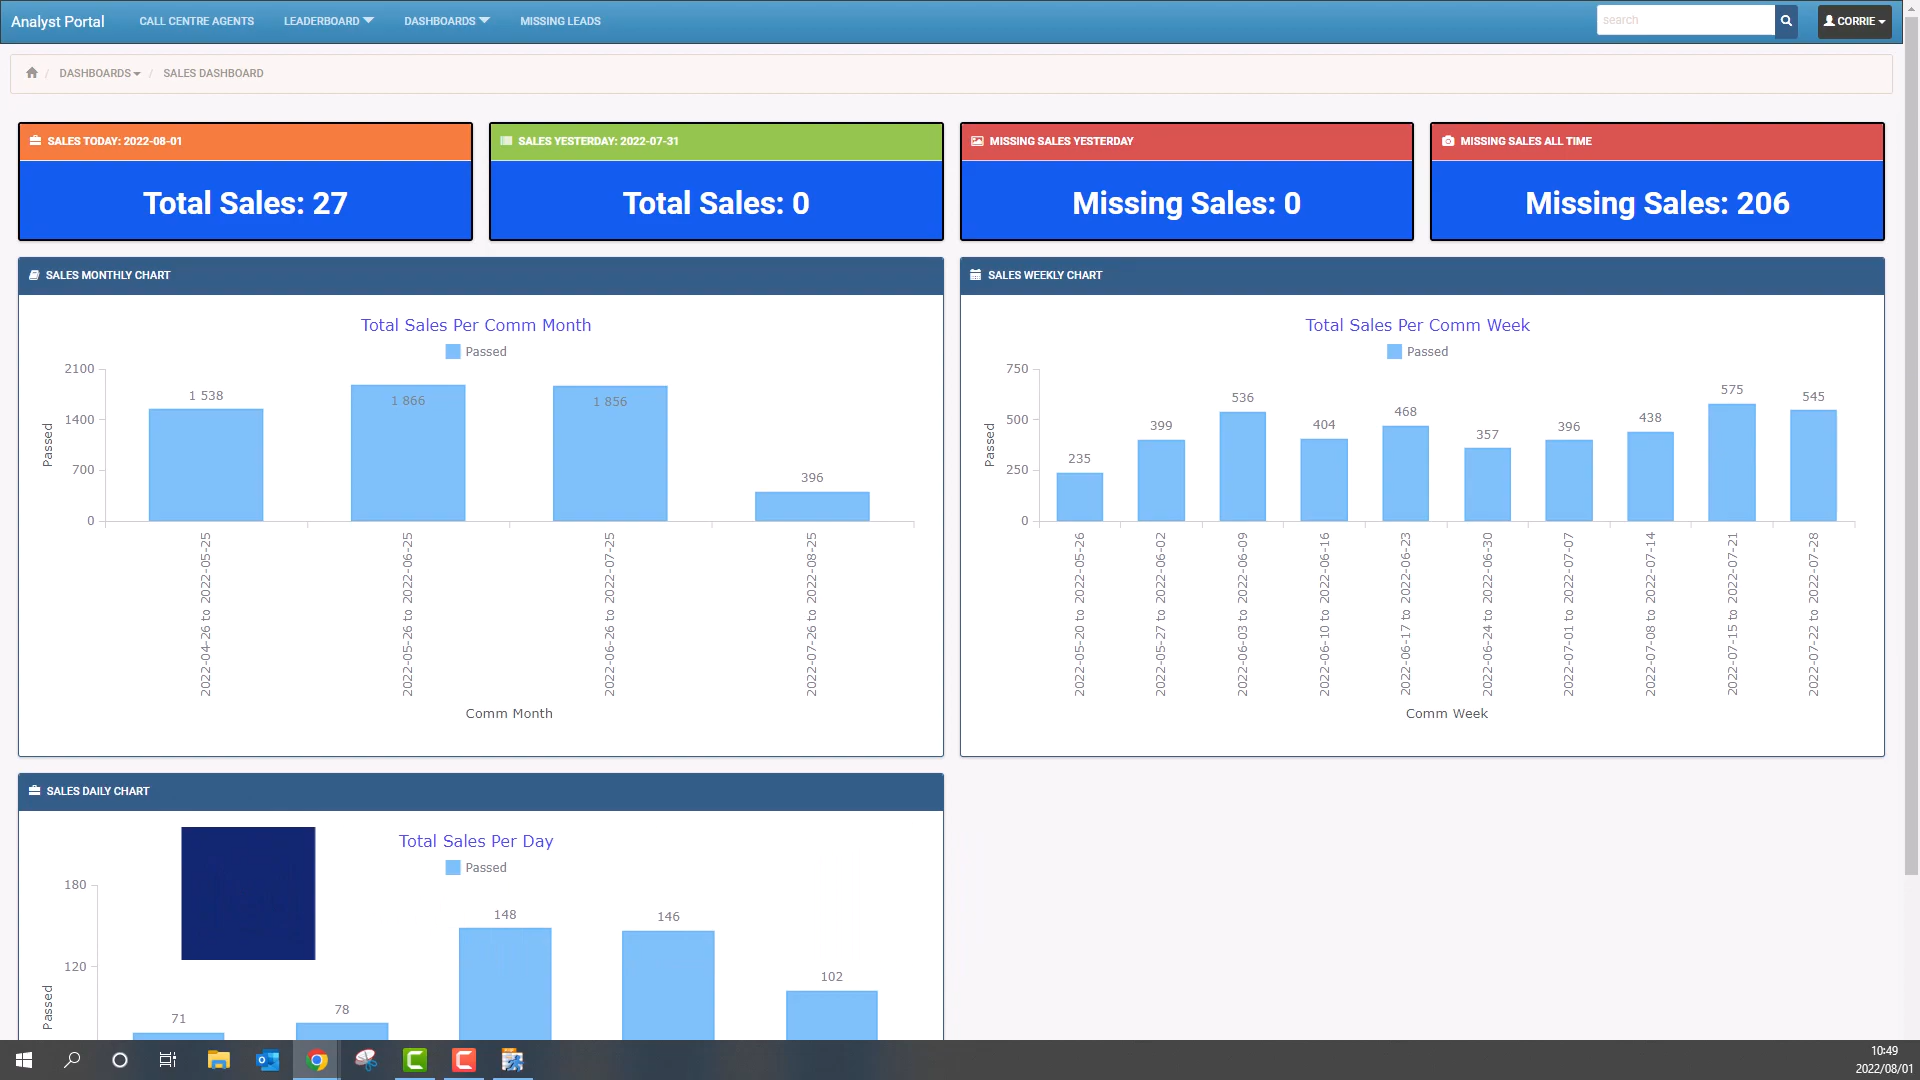 Analyst Portal CALL CENTRE AGENTS LEADERBOARD DASHBOARDS MISSING LEADS search CORRIE
/ DASHBOARDS / SALES DASHBOARD
SALES TODAY: 2022-08-01
Total Sales: 27
SALES YESTERDAY: 2022-07-31
Total Sales: 0
MISSING SALES YESTERDAY
Missing Sales: 0
MISSING SALES ALL TIME
Missing Sales: 206
SALES MONTHLY CHART
Total Sales Per Comm Month
Passed
2100
1400
700
0
Passed
1 538
1 866
1 856
396
2022-04-26 to 2022-05-25
2022-05-26 to 2022-06-25
2022-06-26 to 2022-07-25
2022-07-26 to 2022-08-25
Comm Month
SALES WEEKLY CHART
Total Sales Per Comm Week
Passed
750
500
250
0
Passed
235
399
536
404
468
357
396
438
575
545
2022-05-20 to 2022-05-26
2022-05-27 to 2022-06-02
2022-06-03 to 2022-06-09
2022-06-10 to 2022-06-16
2022-06-17 to 2022-06-23
2022-06-24 to 2022-06-30
2022-07-01 to 2022-07-07
2022-07-08 to 2022-07-14
2022-07-15 to 2022-07-21
2022-07-22 to 2022-07-28
Comm Week
SALES DAILY CHART
Total Sales Per Day
Passed
180
120
Passed
71
78
148
146
102
10:49
2022/08/01